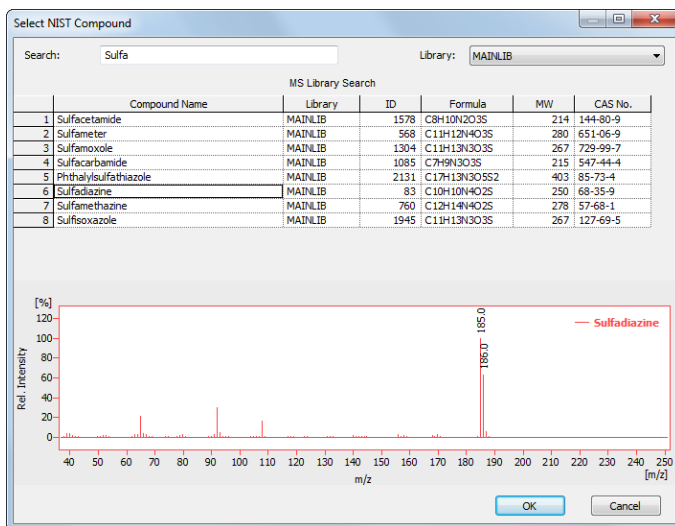 Select NIST Compound
Search: Sulfa Library: MAINLIB
MS Library Search
Compound Name Library ID Formula MW CAS No.
1 Sulfacetamide MAINLIB 1578 C8H10N2O3S 214 144-80-9
2 Sulfameter MAINLIB 568 C11H12N4O3S 280 651-06-9
3 Sulfamoxole MAINLIB 1304 C11H13N3O3S 267 729-99-7
4 Sulfacarbamide MAINLIB 1085 C7H9N3O3S 215 547-44-4
5 Phthalylsulfathiazole MAINLIB 2131 C17H13N3O5S2 403 85-73-4
6 Sulfadiazine MAINLIB 83 C10H10N4O2S 250 68-35-9
7 Sulfamethazine MAINLIB 760 C12H14N4O2S 278 57-68-1
8 Sulfisoxazole MAINLIB 1945 C11H13N3O3S 267 127-69-5
[%]
120
100
80
60
40
20
0
Rel. Intensity
185.0
186.0
Sulfadiazine
40 50 60 70 80 90 100 110 120 130 140 150 160 170 180 190 200 210 220 230 240 250
m/z
[m/z]
OK Cancel